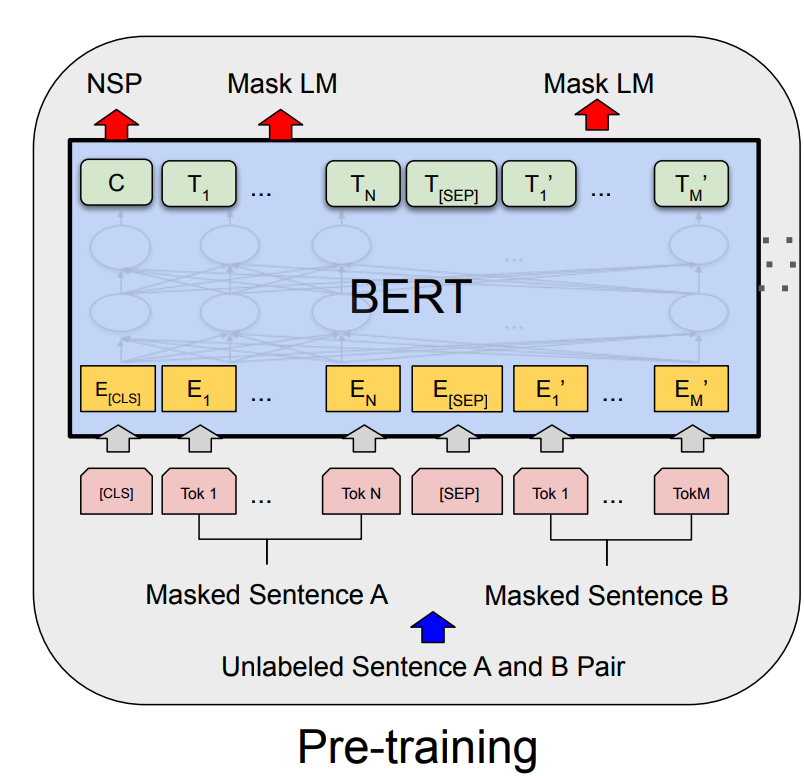 NSP Mask LM Mask LM
C T1 ... TN T[SEP] T1’ ... TM’
...
BERT
...
E[CLS] E1 ... EN E[SEP] E1’ ... EM’
[CLS] Tok 1 ... Tok N [SEP] Tok 1 ... TokM
Masked Sentence A Masked Sentence B
Unlabeled Sentence A and B Pair
Pre-training